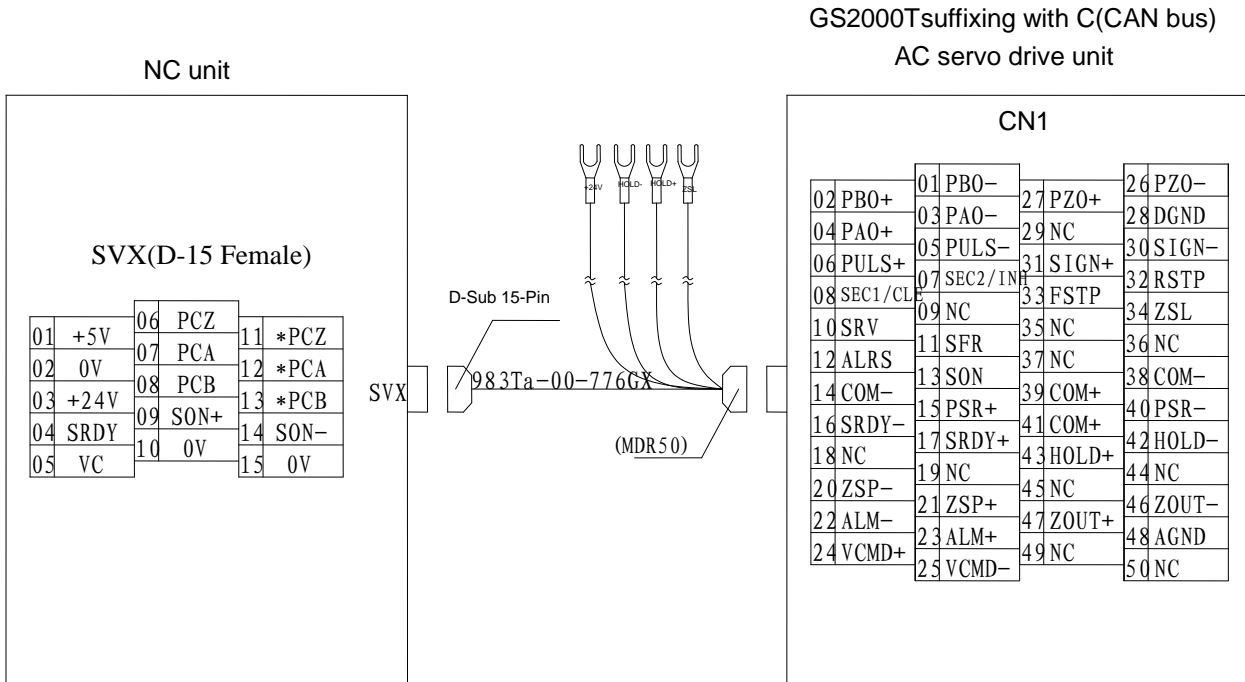 GS2000Tsuffixing with C(CAN bus)
AC servo drive unit
NC unit
CN1
+24V
HOLD-
HOLD+
ZSL
SVX(D-15 Female)
01 +5V
02 0V
03 +24V
04 SRDY
05 VC
06 PCZ
07 PCA
08 PCB
09 SON+
10 0V
11 *PCZ
12 *PCA
13 *PCB
14 SON-
15 0V
SVX
D-Sub 15-Pin
983Ta-00-776GX
(MDR50)
02 PBO+
04 PAO+
06 PULS+
08 SEC1/CLE
10 SRV
12 ALRS
14 COM-
16 SRDY-
18 NC
20 ZSP-
22 ALM-
24 VCMD+
01 PBO-
03 PAO-
05 PULS-
07 SEC2/INH
09 NC
11 SFR
13 SON
15 PSR+
17 SRDY+
19 NC
21 ZSP+
23 ALM+
25 VCMD-
27 PZO+
29 NC
31 SIGN+
33 FSTP
35 NC
37 NC
39 COM+
41 COM+
43 HOLD+
45 NC
47 ZOUT+
49 NC
26 PZO-
28 DGND
30 SIGN-
32 RSTP
34 ZSL
36 NC
38 COM-
40 PSR-
42 HOLD-
44 NC
46 ZOUT-
48 AGND
50 NC